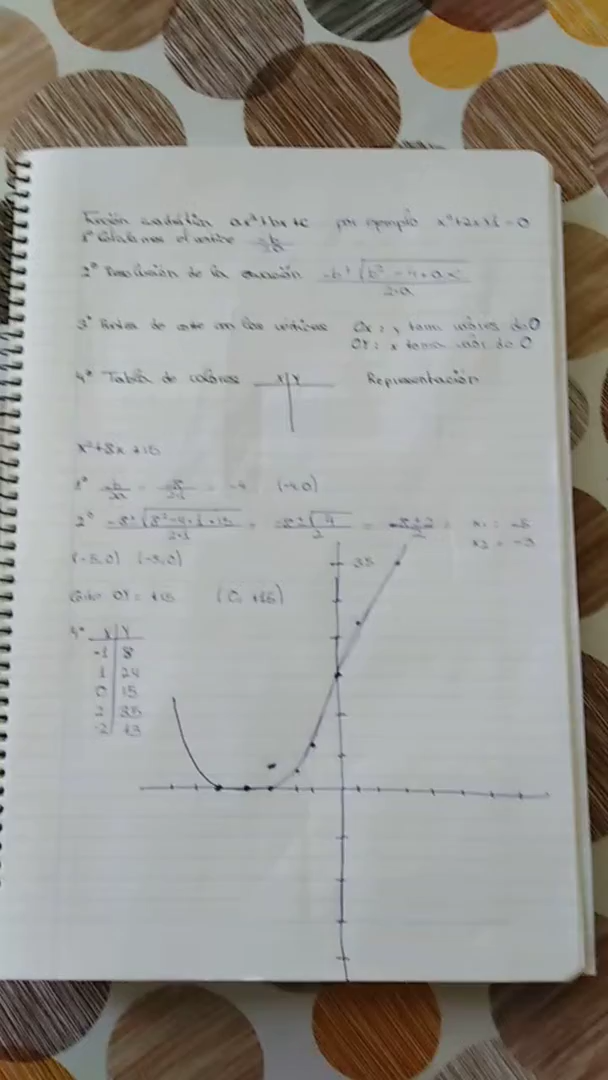 Función cuadrática ax²+bx+c por ejemplo x²+2x+1=0
1º Calculamos el vértice -b/2a
2º Resolución de la ecuación -b±√b²-4·a·c/2·a
3º Puntos de corte con los vértices OX: y toma valores de 0
OY: x toma valor de 0
4º Tabla de valores x|y Representación
x²+8x+15
1º -b/2a = -8/2·1 = -4 (-4,0)
2º -8±√8²-4·1·15/2·1 = -8±√4/2 = -8±2/2 = x₁ = -5
x₂ = -3
(-5,0) (-3,0)
35
Corte OY = +15 (0,+15)
4º x|y
-1 8
1 24
0 15
2 35